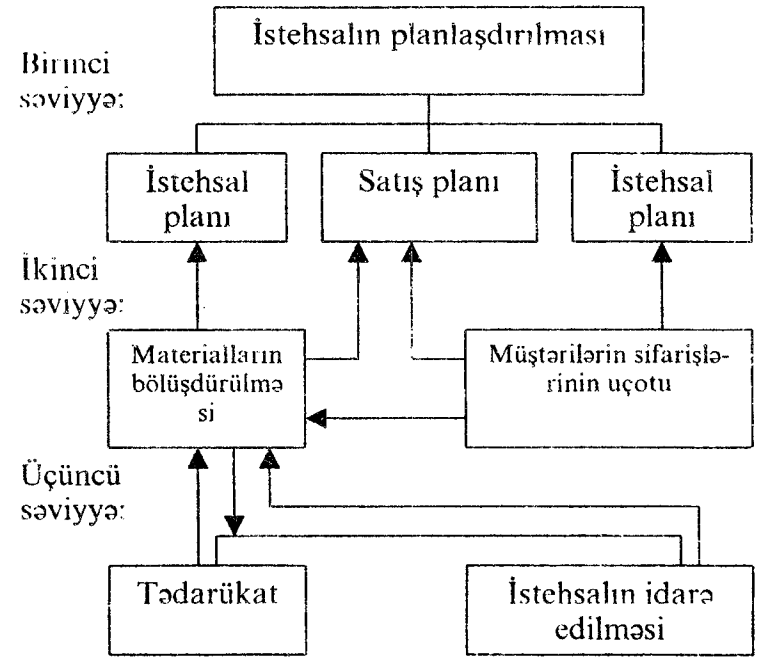 İstehsalın planlaşdırılması
Birinci
səviyyə:
İstehsal
planı
Satış planı
İstehsal
planı
İkinci
səviyyə:
Materialların
bölüşdürülmə
si
Müştərilərin sifarişlə-
rinin uçotu
Üçüncü
səviyyə:
Tədarükat
İstehsalın idarə
edilməsi